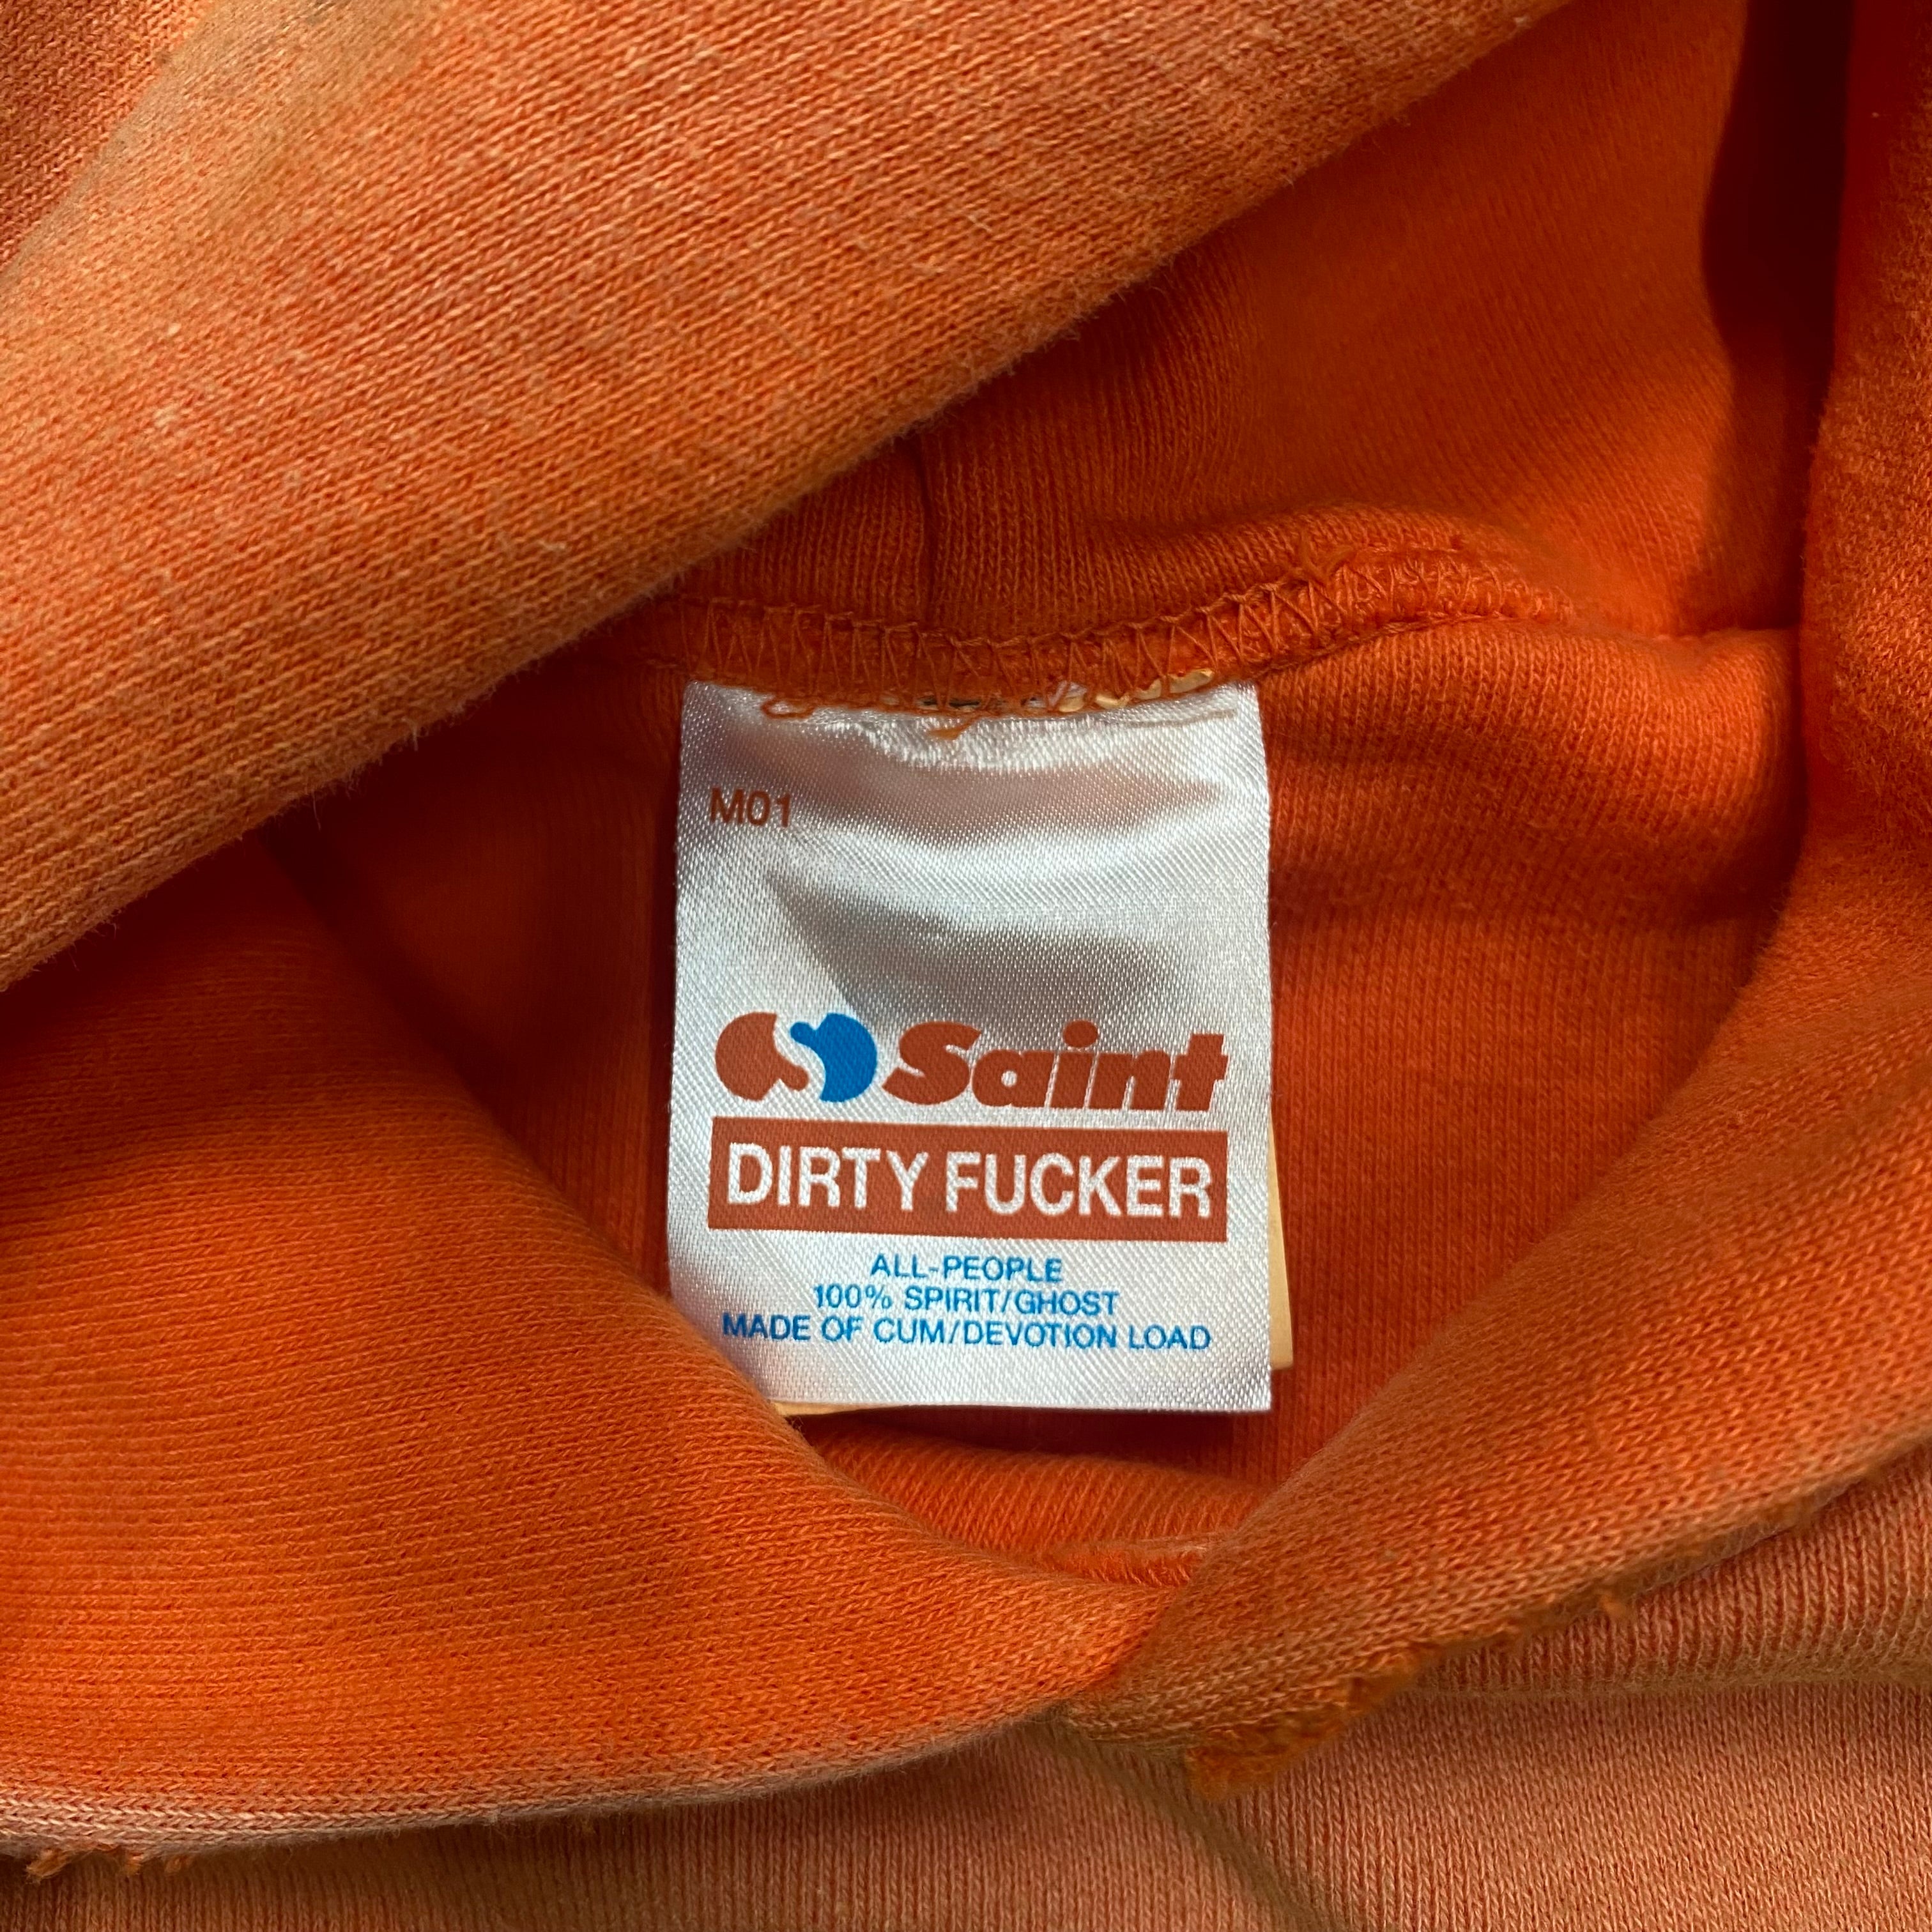 M01
Saint
DIRTY FUCKER
ALL-PEOPLE
100% SPIRIT/GHOST
MADE OF CUM/DEVOTION LOAD